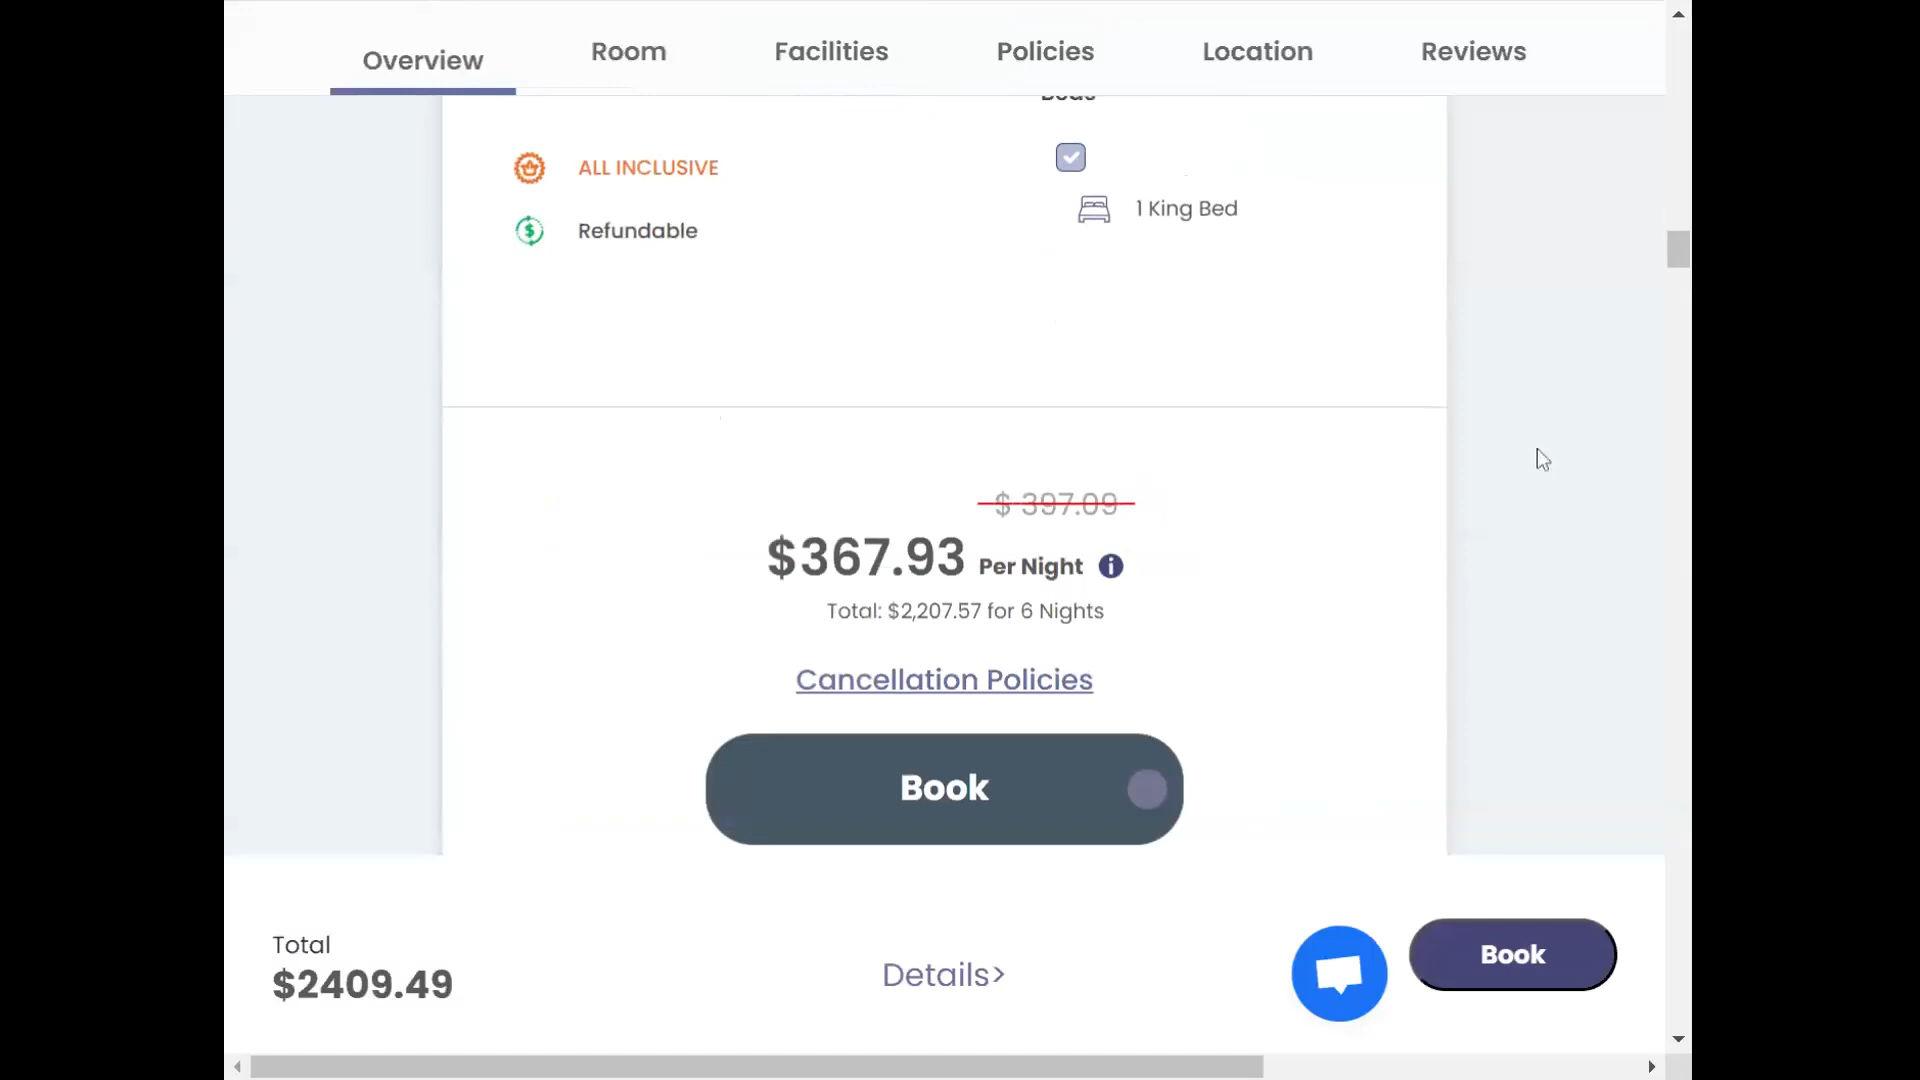 Overview
Room
Facilities
Policies
Location
Reviews
ALL INCLUSIVE
1 King Bed
Refundable
$ 397.09
$367.93 Per Night
Total: $2,207.57 for 6 Nights
Cancellation Policies
Book
Total
$2409.49
Details>
Book